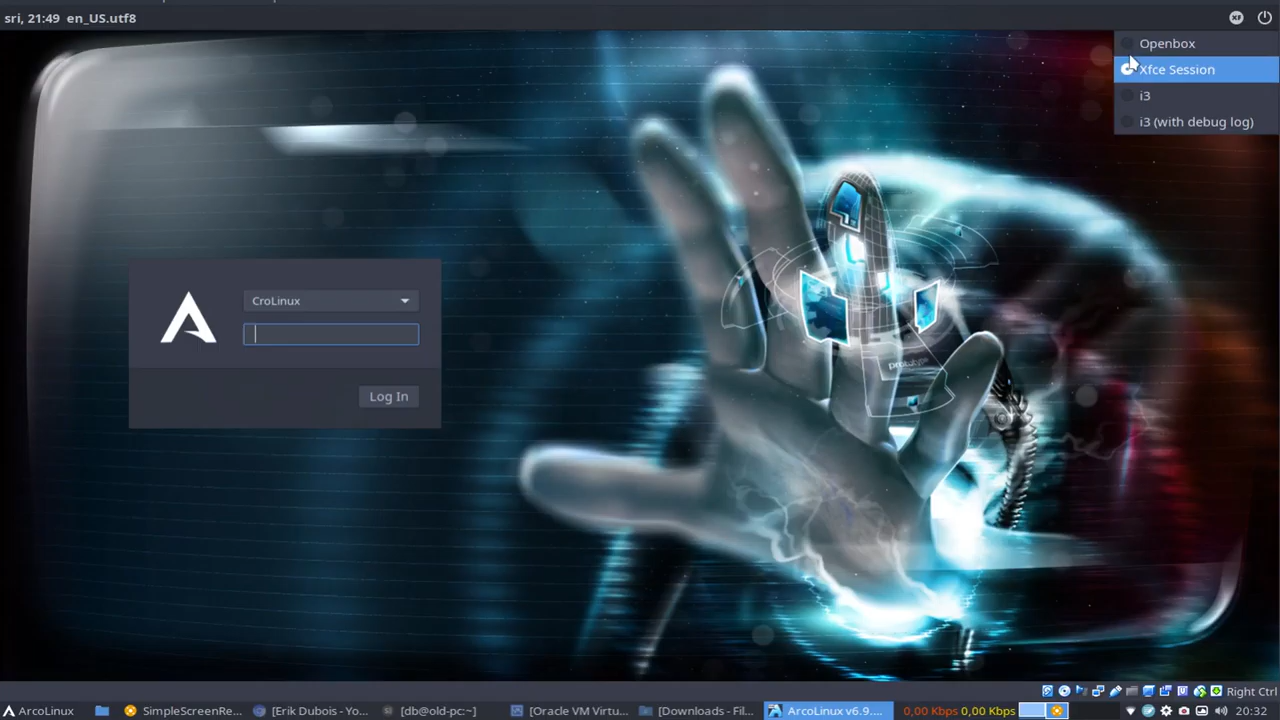 sri, 21:49 en_US.utf8
Openbox
Xfce Session
i3
i3 (with debug log)
CroLinux
Log In
prototype
Right Ctrl
ArcoLinux
SimpleScreenRe...
[Erik Dubois - Yo...
[db@old-pc:~]
[Oracle VM Virtu...
[Downloads - Fil...
ArcoLinux v6.9....
0,00 Kbps 0,00 Kbps
20:32